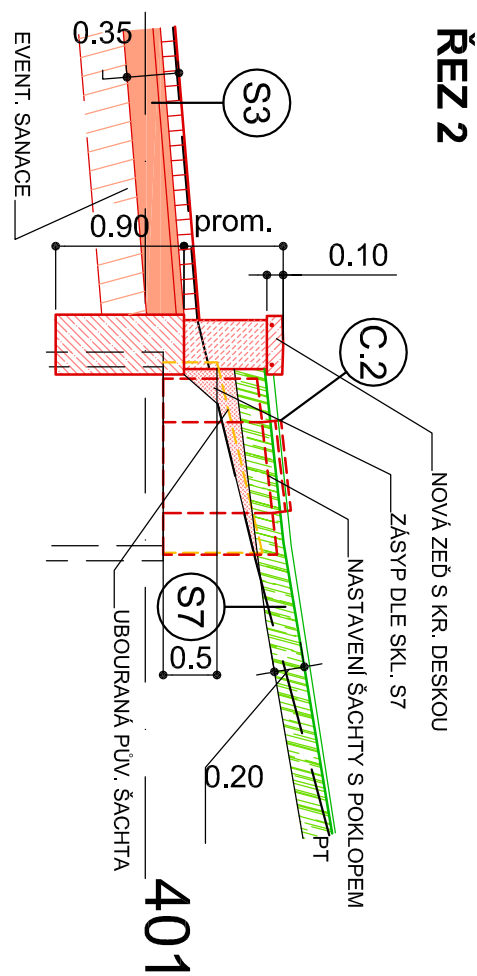 ŘEZ 2
0.35
S3
EVENT. SANACE
0.90
prom.
0.10
C.2
NOVÁ ZEĎ S KR. DESKOU
ZÁSYP DLE SKL. S7
NASTAVENÍ ŠACHTY S POKLOPEM
S7
0.5
UBOURANÁ PŮV. ŠACHTA
0.20
PT
401